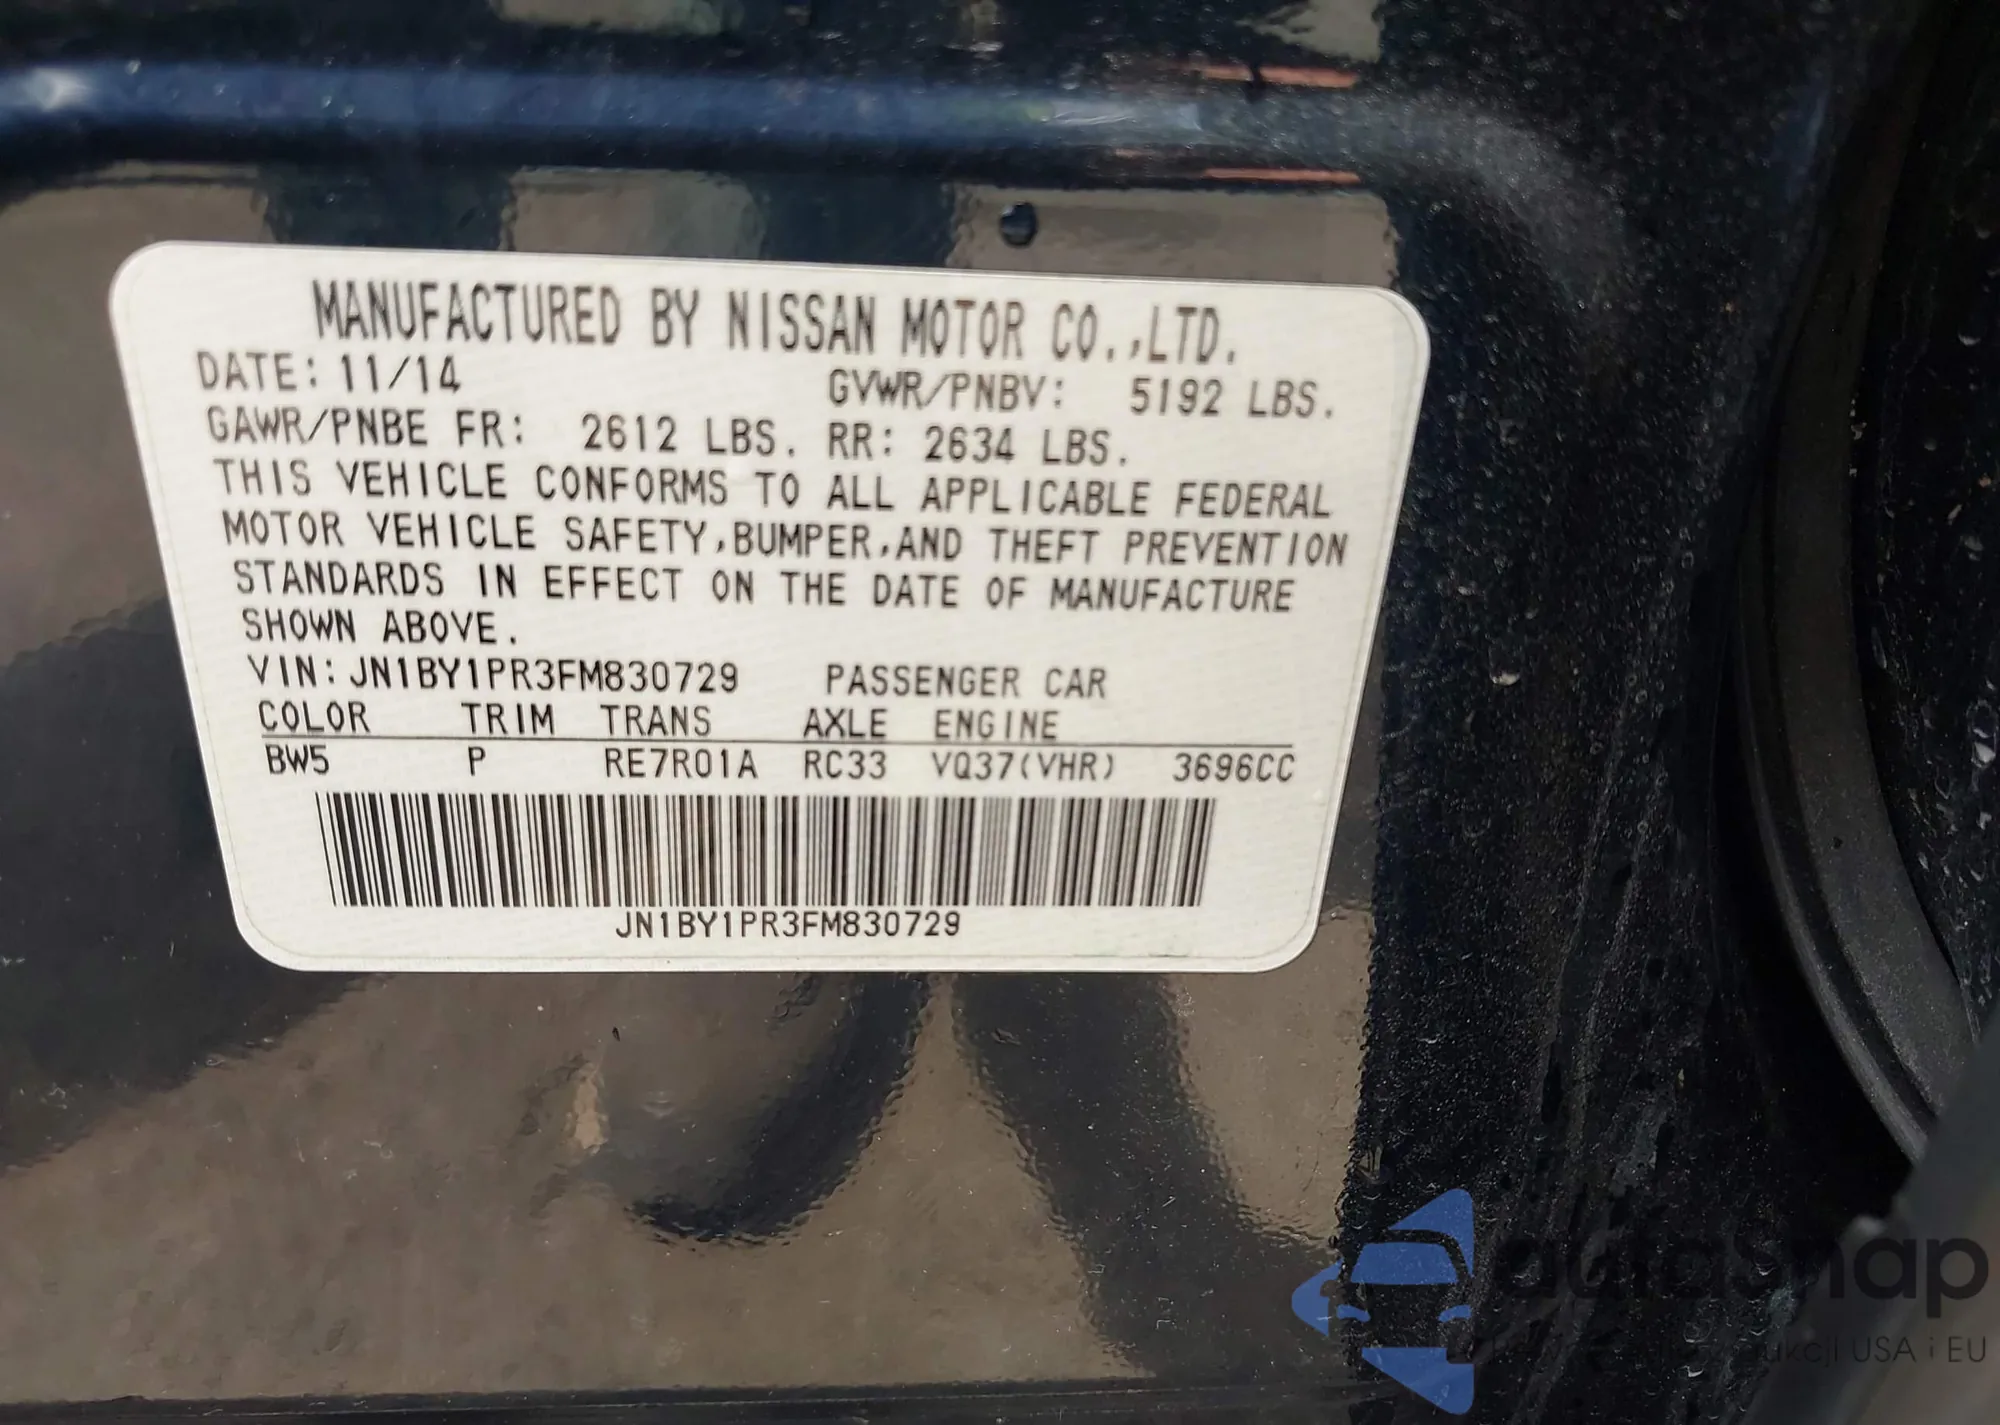 MANUFACTURED BY NISSAN MOTOR CO.,LTD.
DATE: 11/14 GVWR/PNBV: 5192 LBS.
GAWR/PNBE FR: 2612 LBS. RR: 2634 LBS.
THIS VEHICLE CONFORMS TO ALL APPLICABLE FEDERAL
MOTOR VEHICLE SAFETY,BUMPER,AND THEFT PREVENTION
STANDARDS IN EFFECT ON THE DATE OF MANUFACTURE
SHOWN ABOVE.
VIN:JN1BY1PR3FM830729 PASSENGER CAR
COLOR TRIM TRANS AXLE ENGINE
BW5 P RE7R01A RC33 VQ37(VHR) 3696CC
JN1BY1PR3FM830729
autosnap
USA i EU